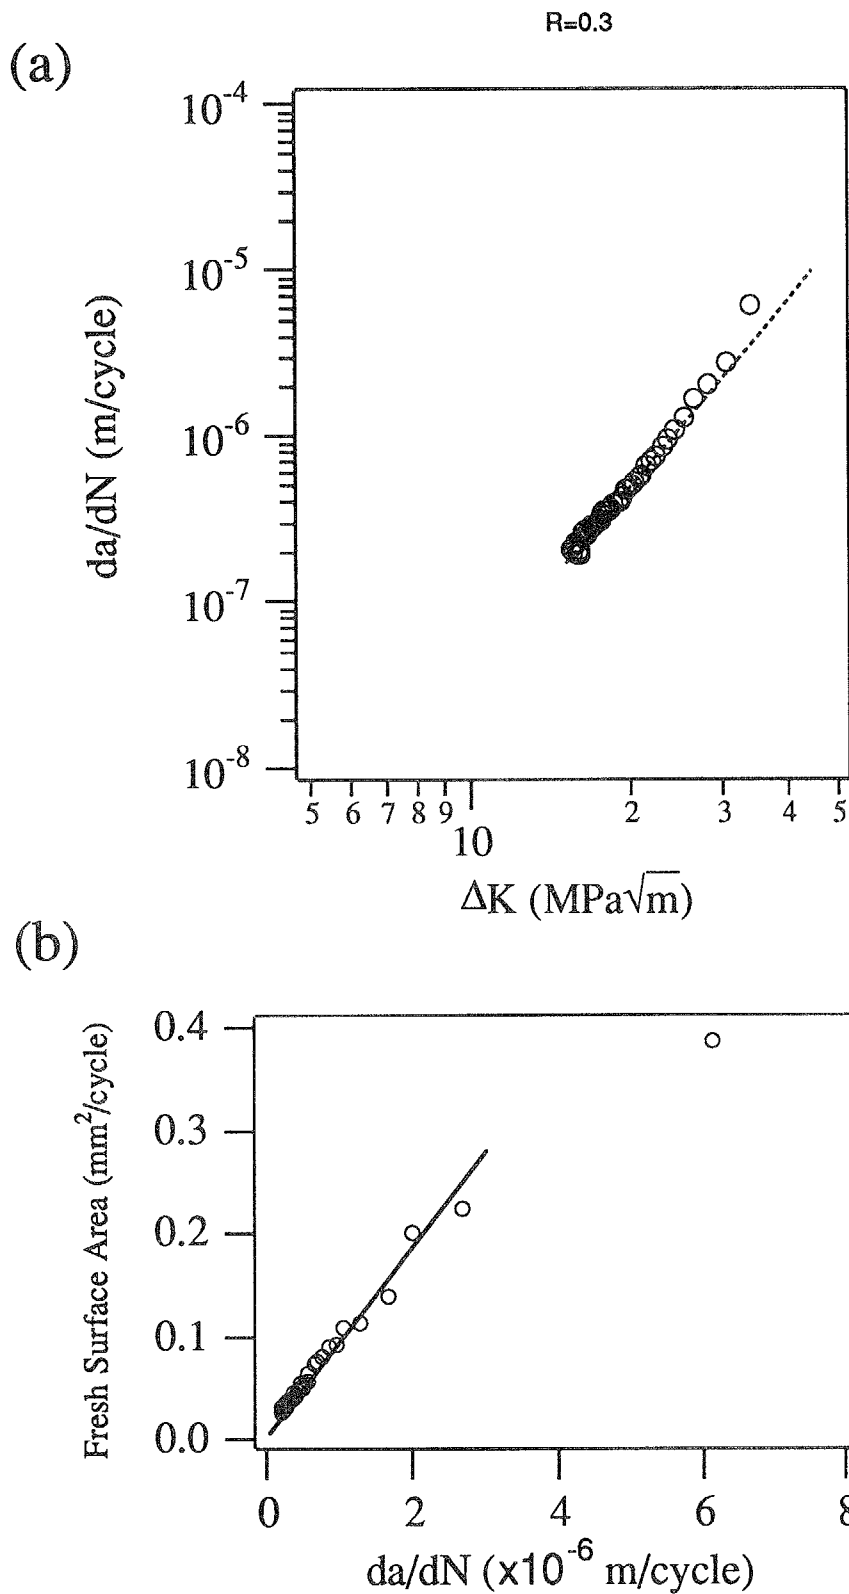 R=0.3
(a)
10⁻⁴
10⁻⁵
10⁻⁶
10⁻⁷
10⁻⁸
da/dN (m/cycle)
5 6 7 8 9 10 2 3 4 5
ΔK (MPa√m)
(b)
0.4
0.3
0.2
0.1
0.0
Fresh Surface Area (mm²/cycle)
0 2 4 6 8
da/dN (x10⁻⁶ m/cycle)